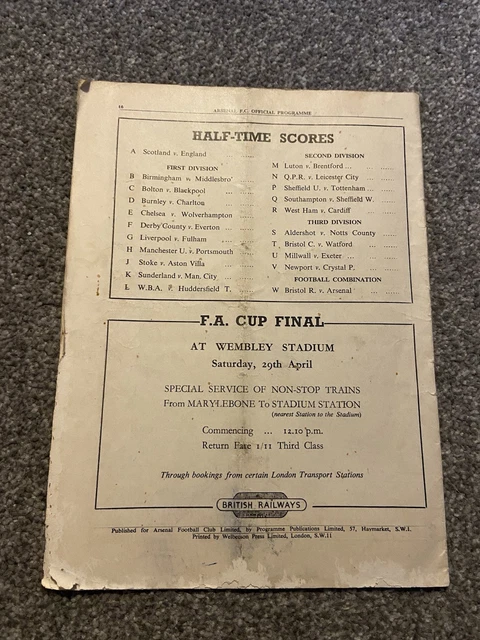 16
ARSENAL F.C. OFFICIAL PROGRAMME
HALF-TIME SCORES
A Scotland v. England ......
FIRST DIVISION
B Birmingham v. Middlesbro'
C Bolton v. Blackpool ... ......
D Burnley v. Charlton ......
E Chelsea v. Wolverhampton ......
F Derby County v. Everton ... ......
G Liverpool v. Fulham ......
H Manchester U. v. Portsmouth
J Stoke v. Aston Villa ......
K Sunderland v. Man. City ......
L W.B.A. v. Huddersfield T. ......
SECOND DIVISION
M Luton v. Brentford ... ......
N Q.P.R. v. Leicester City ......
P Sheffield U. v. Tottenham ... ......
Q Southampton v. Sheffield W. ......
R West Ham v. Cardiff ... ......
THIRD DIVISION
S Aldershot v. Notts County ......
T Bristol C. v. Watford ... ......
U Millwall v. Exeter ... ......
V Newport v. Crystal P. ......
FOOTBALL COMBINATION
W Bristol R. v. Arsenal ... ......
F.A. CUP FINAL
AT WEMBLEY STADIUM
Saturday, 29th April
SPECIAL SERVICE OF NON-STOP TRAINS
From MARYLEBONE To STADIUM STATION
(nearest Station to the Stadium)
Commencing ... 12.10 p.m.
Return Fare 1/11 Third Class
Through bookings from certain London Transport Stations
BRITISH RAILWAYS
Published for Arsenal Football Club Limited, by Programme Publications Limited, 37, Haymarket, S.W.1.
Printed by Welbecson Press Limited, London, S.W.11